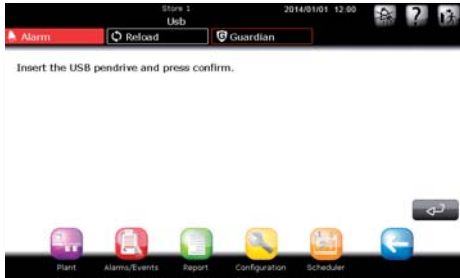 Store 1
2014/01/01 12:00
Usb
Alarm
Reload
Guardian
?
Insert the USB pendrive and press confirm.
Plant
Alarms/Events
Report
Configuration
Scheduler